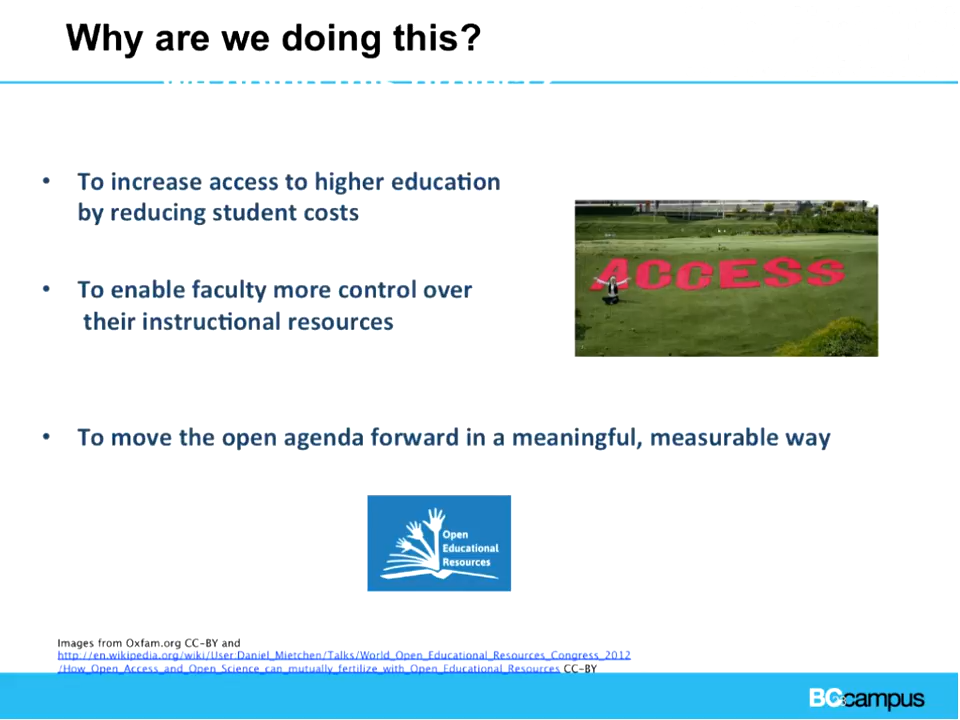 Why are we doing this?
• To increase access to higher education
by reducing student costs
ACCESS
• To enable faculty more control over
their instructional resources
• To move the open agenda forward in a meaningful, measurable way
Open
Educational
Resources
Images from Oxfam.org CC-BY and
http://en.wikipedia.org/wiki/User:Daniel_Mietchen/Talks/World_Open_Educational_Resources_Congress_2012
/How_Open_Access_and_Open_Science_can_mutually_fertilize_with_Open_Educational_Resources CC-BY
BCcampus